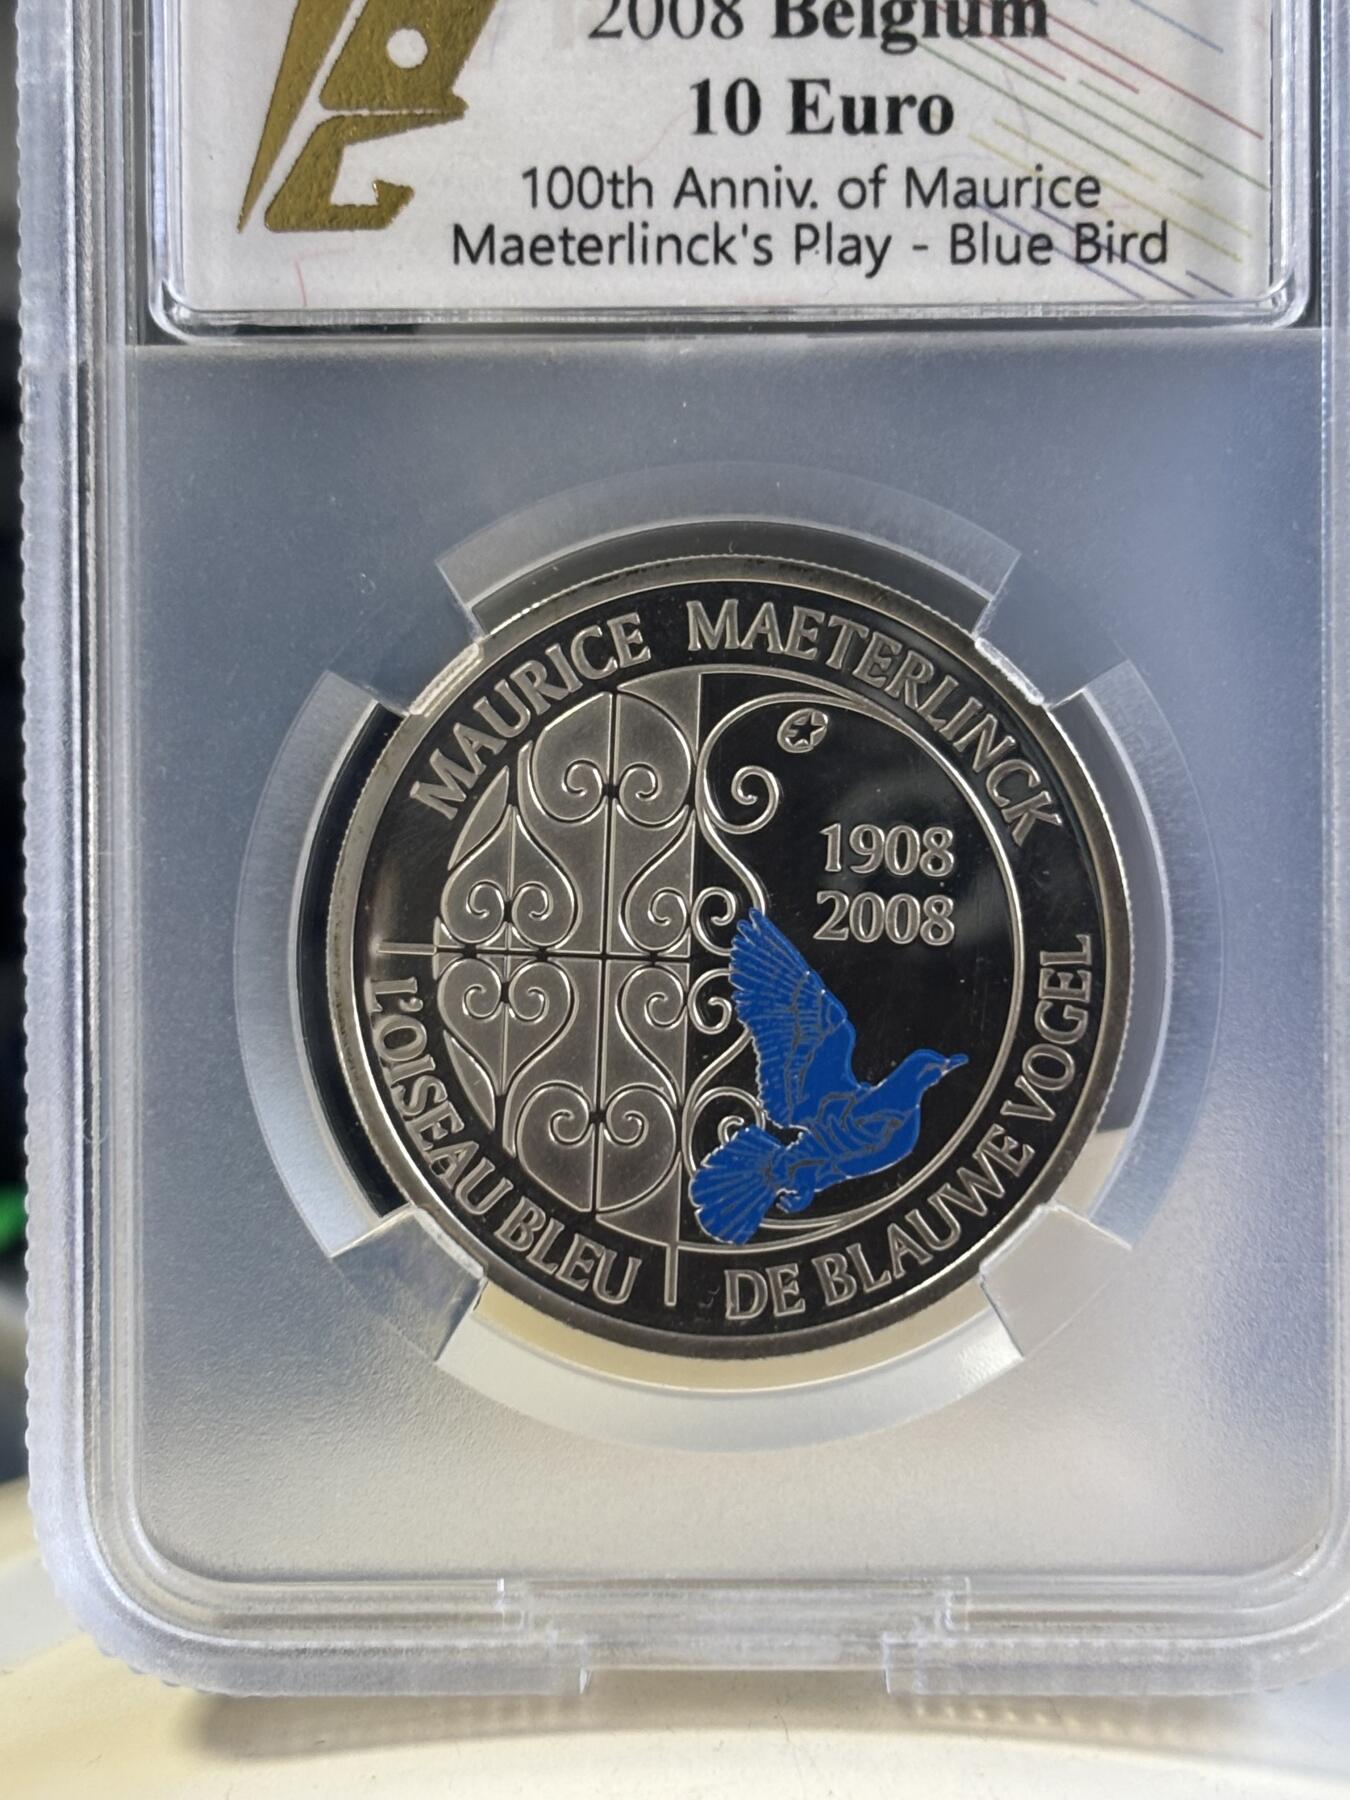 2008 Belgium
10 Euro
100th Anniv. of Maurice
Maeterlinck's Play - Blue Bird
MAURICE MAETERLINCK
1908
2008
L'OISEAU BLEU
DE BLAUWE VOGEL